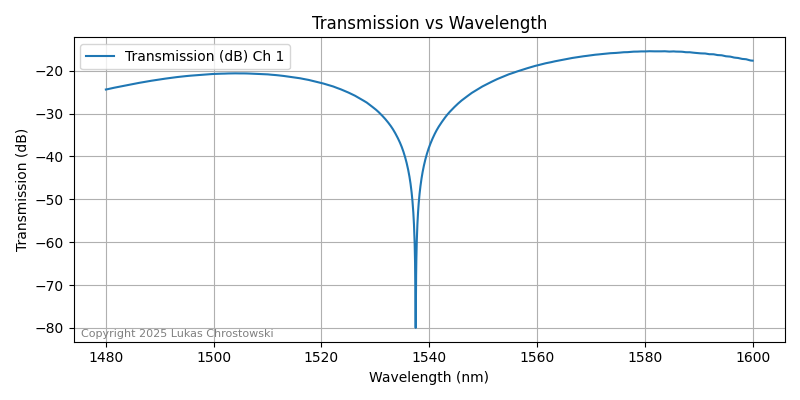 Transmission vs Wavelength
Transmission (dB) Ch 1
Transmission (dB)
−20
−30
−40
−50
−60
−70
−80
Copyright 2025 Lukas Chrostowski
1480 1500 1520 1540 1560 1580 1600
Wavelength (nm)